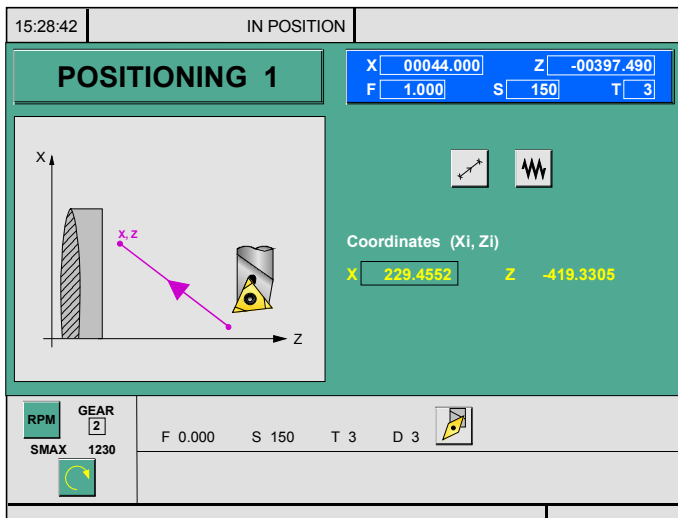 15:28:42 IN POSITION
POSITIONING 1
X 00044.000 Z -00397.490
F 1.000 S 150 T 3
X
X, Z
Z
Coordinates (Xi, Zi)
X 229.4552 Z -419.3305
RPM GEAR
2
SMAX 1230
F 0.000 S 150 T 3 D 3